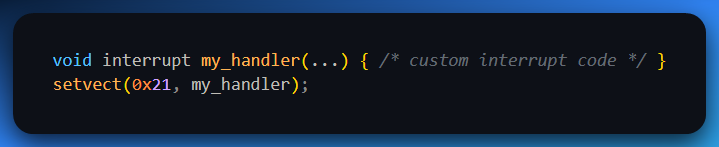 void interrupt my_handler(...) { /* custom interrupt code */ }
setvect(0x21, my_handler);